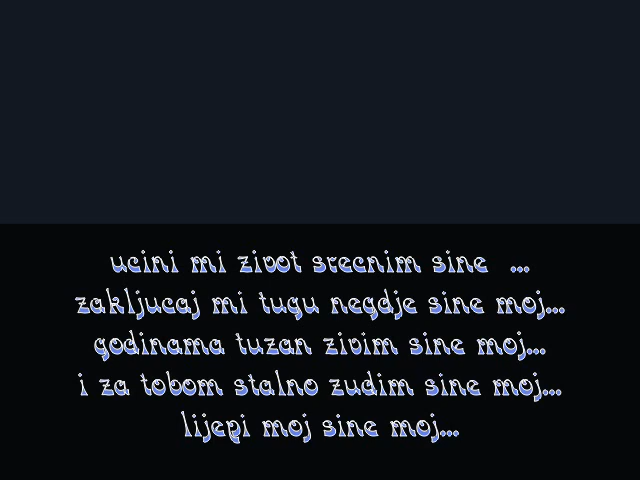 ucini mi zivot srecnim sine ...
zakljucaj mi tugu negdje sine moj...
godinama tuzan zivim sine moj...
i za tobom stalno zudim sine moj...
lijepi moj sine moj...